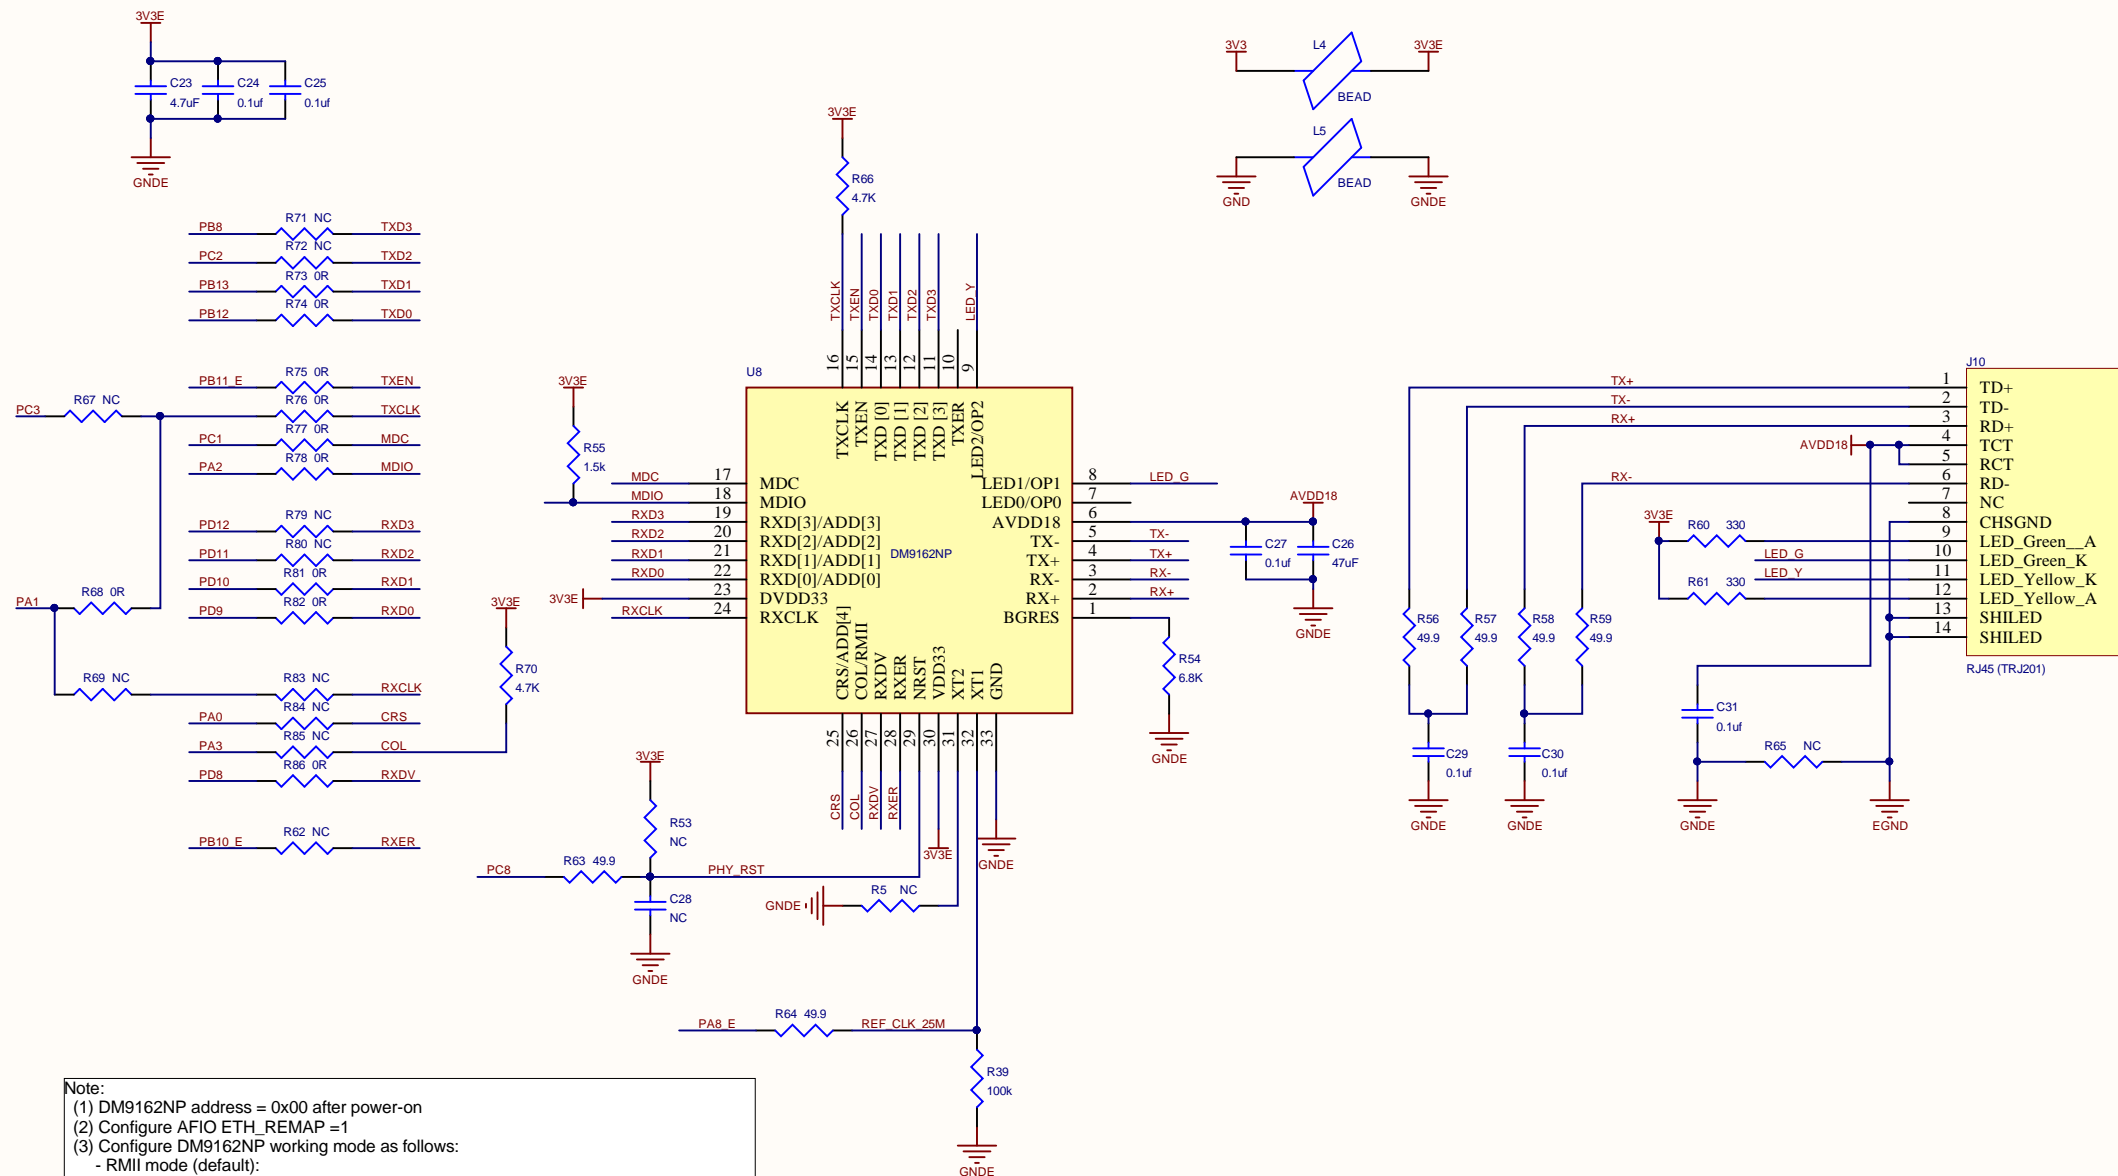 3V3E
C23
4.7uF
C24
0.1uf
C25
0.1uf
GNDE
3V3
L4
3V3E
BEAD
L5
BEAD
GND
GNDE
PB8
R71 NC
TXD3
PC2
R72 NC
TXD2
PB13
R73 0R
TXD1
PB12
R74 0R
TXD0
PB11_E
R75 0R
TXEN
PC3
R67 NC
R76 0R
TXCLK
PC1
R77 0R
MDC
PA2
R78 0R
MDIO
PD12
R79 NC
RXD3
PD11
R80 NC
RXD2
PD10
R81 0R
RXD1
PA1
R68 0R
PD9
R82 0R
RXD0
R69 NC
R83 NC
RXCLK
PA0
R84 NC
CRS
PA3
R85 NC
COL
PD8
R86 0R
RXDV
PB10_E
R62 NC
RXER
3V3E
R70
4.7K
3V3E
R66
4.7K
TXCLK
TXEN
TXD0
TXD1
TXD2
TXD3
LED_Y
16
15
14
13
12
11
10
9
U8
TXCLK
TXEN
TXD [0]
TXD [1]
TXD [2]
TXD [3]
TXER
LED2/OP2
3V3E
R55
1.5k
MDC 17 MDC
MDIO 18 MDIO
RXD3 19 RXD[3]/ADD[3]
RXD2 20 RXD[2]/ADD[2]
RXD1 21 RXD[1]/ADD[1]
RXD0 22 RXD[0]/ADD[0]
3V3E 23 DVDD33
RXCLK 24 RXCLK
DM9162NP
LED1/OP1 8 LED_G
LED0/OP0 7
AVDD18 6
TX- 5 TX-
TX+ 4 TX+
RX- 3 RX-
RX+ 2 RX+
BGRES 1
AVDD18
C27
0.1uf
C26
47uF
GNDE
R54
6.8K
GNDE
CRS/ADD[4]
COL/RMII
RXDV
RXER
NRST
VDD33
XT2
XT1
GND
25
26
27
28
29
30
31
32
33
CRS
COL
RXDV
RXER
3V3E
GNDE
3V3E
R53
NC
PC8
R63 49.9
PHY_RST
C28
NC
GNDE
GNDE
R5 NC
PA8_E
R64 49.9
REF_CLK_25M
R39
100k
GNDE
J10
TX+ 1 TD+
TX- 2 TD-
RX+ 3 RD+
AVDD18 4 TCT
5 RCT
RX- 6 RD-
7 NC
8 CHSGND
3V3E
R60 330
9 LED_Green__A
LED_G 10 LED_Green_K
LED_Y 11 LED_Yellow_K
R61 330
12 LED_Yellow_A
13 SHILED
14 SHILED
RJ45 (TRJ201)
R56
49.9
R57
49.9
R58
49.9
R59
49.9
C29
0.1uf
GNDE
C30
0.1uf
GNDE
C31
0.1uf
R65 NC
GNDE
EGND
Note:
(1) DM9162NP address = 0x00 after power-on
(2) Configure AFIO ETH_REMAP =1
(3) Configure DM9162NP working mode as follows:
- RMII mode (default):